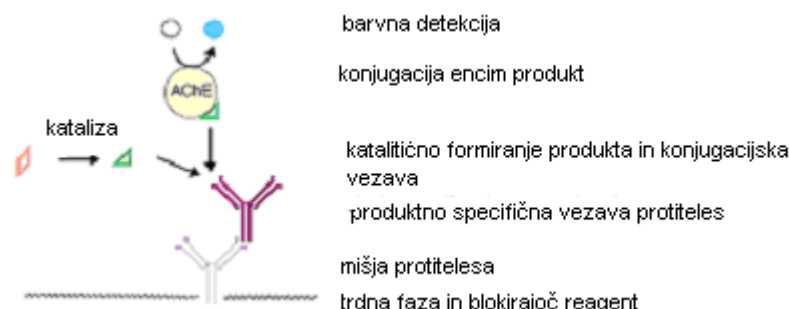 barvna detekcija
konjugacija encim produkt
AChE
kataliza
katalitično formiranje produkta in konjugacijska
vezava
produktno specifična vezava protiteles
mišja protitelesa
trdna faza in blokirajoč reagent